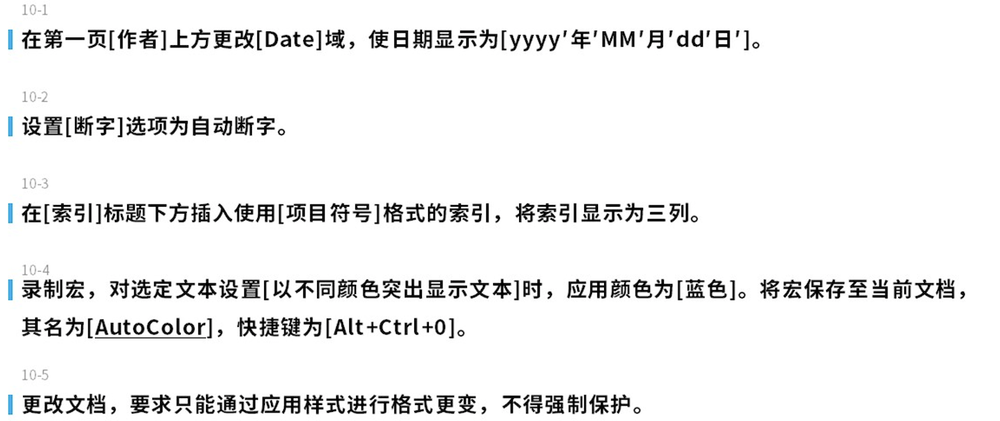 10-1
在第一页[作者]上方更改[Date]域，使日期显示为[yyyy′年′MM′月′dd′日′]。
10-2
设置[断字]选项为自动断字。
10-3
在[索引]标题下方插入使用[项目符号]格式的索引，将索引显示为三列。
10-4
录制宏，对选定文本设置[以不同颜色突出显示文本]时，应用颜色为[蓝色]。将宏保存至当前文档，
其名为[AutoColor]，快捷键为[Alt+Ctrl+0]。
10-5
更改文档，要求只能通过应用样式进行格式更变，不得强制保护。